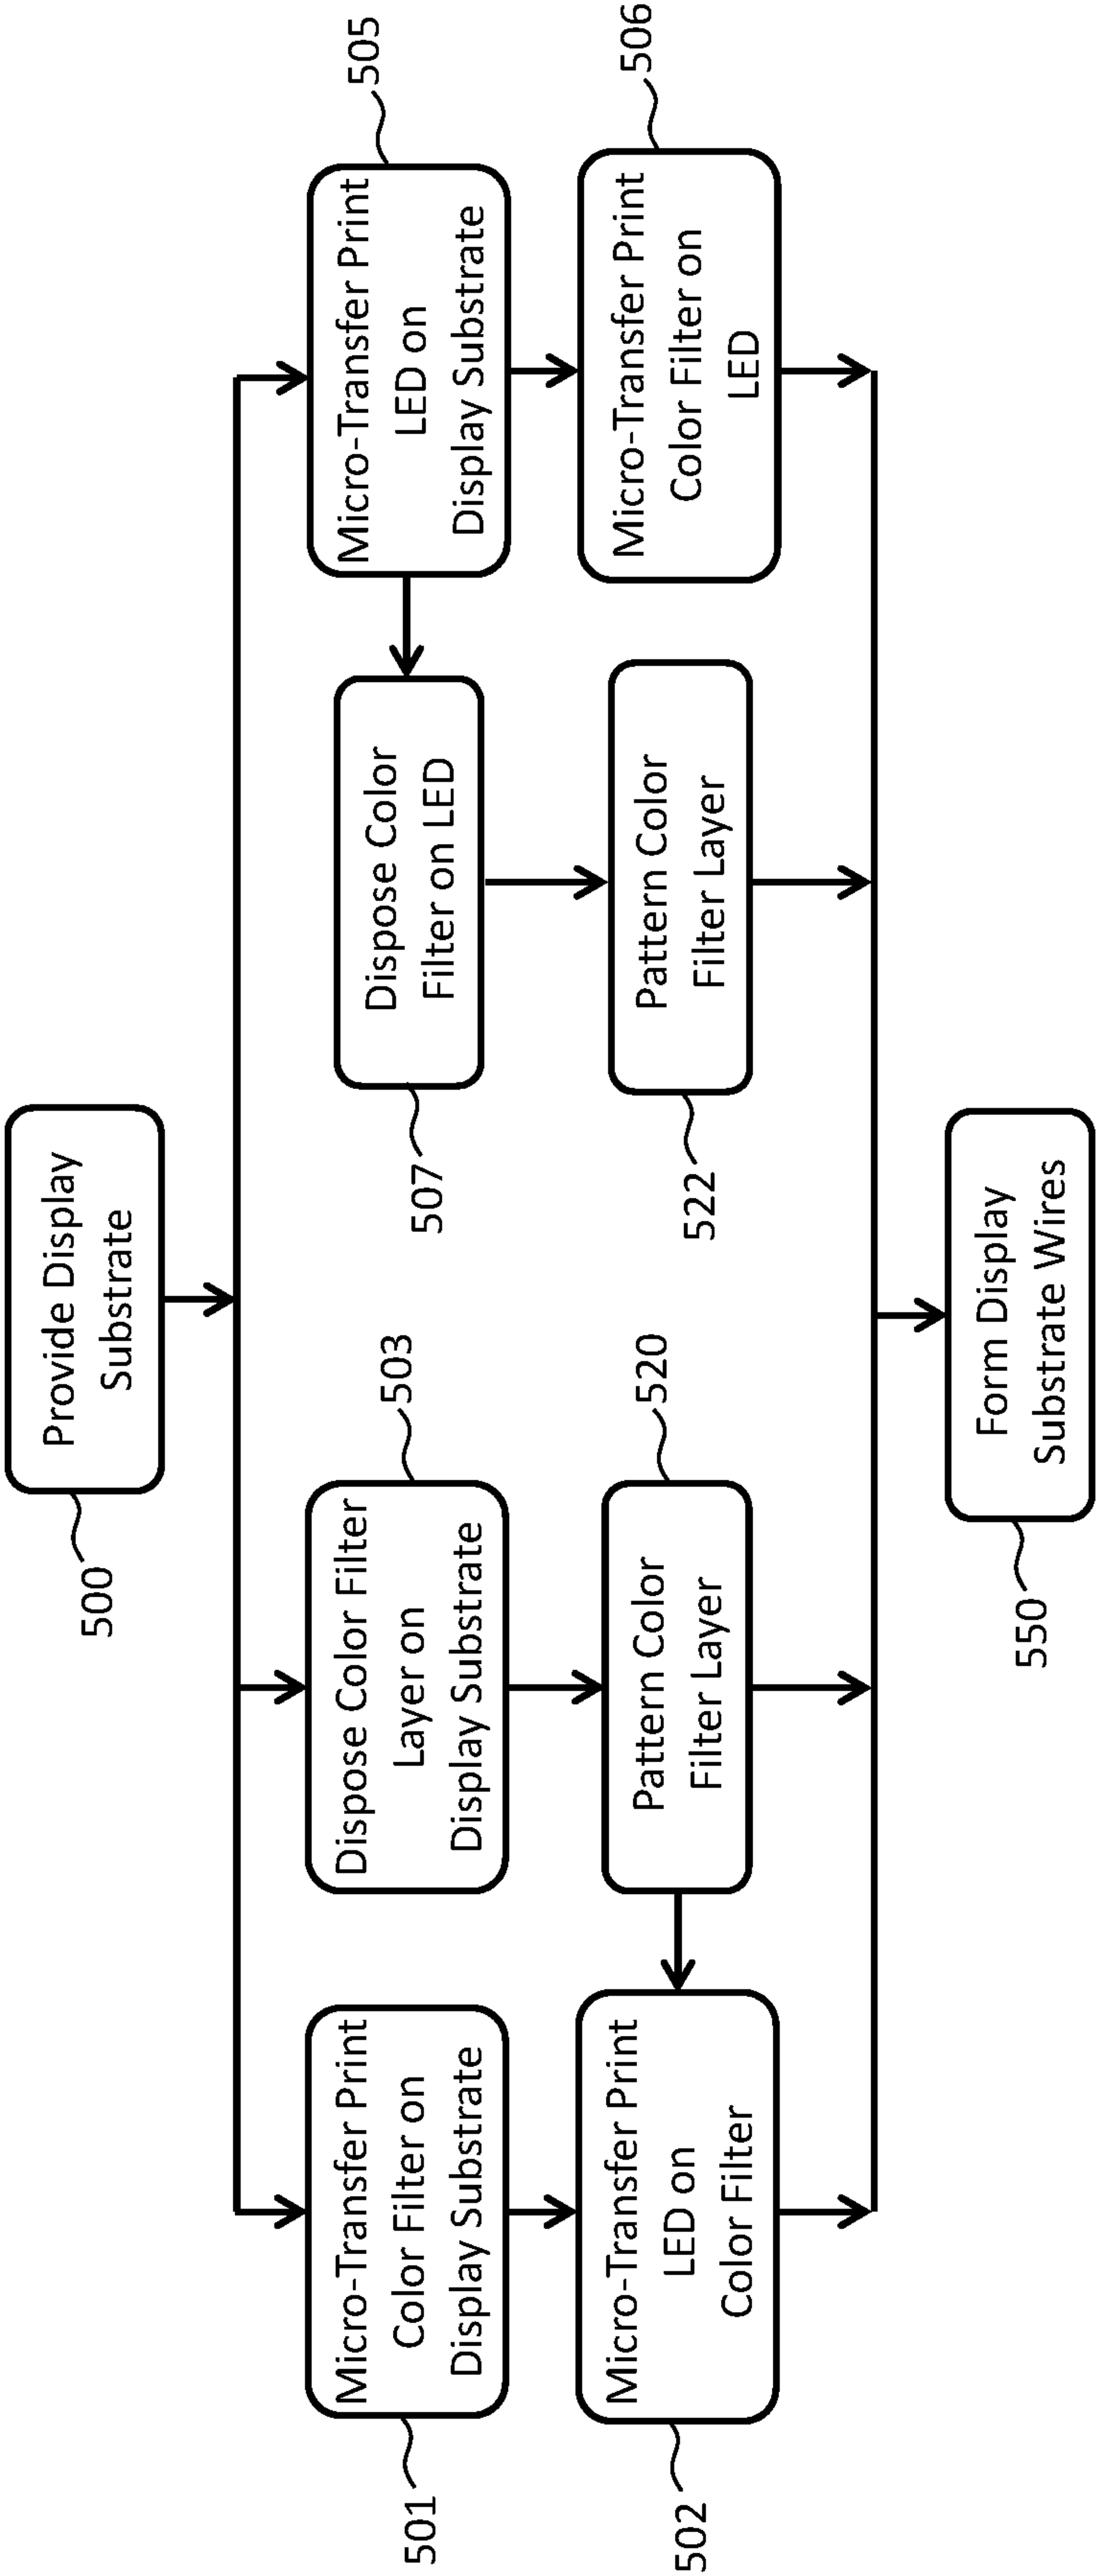 500
Provide Display
Substrate
501
Micro-Transfer Print
Color Filter on
Display Substrate
Dispose Color Filter
Layer on
Display Substrate
503
507
Dispose Color
Filter on LED
Micro-Transfer Print
LED on
Display Substrate
505
502
Micro-Transfer Print
LED on
Color Filter
Pattern Color
Filter Layer
520
522
Pattern Color
Filter Layer
Micro-Transfer Print
Color Filter on
LED
506
550
Form Display
Substrate Wires